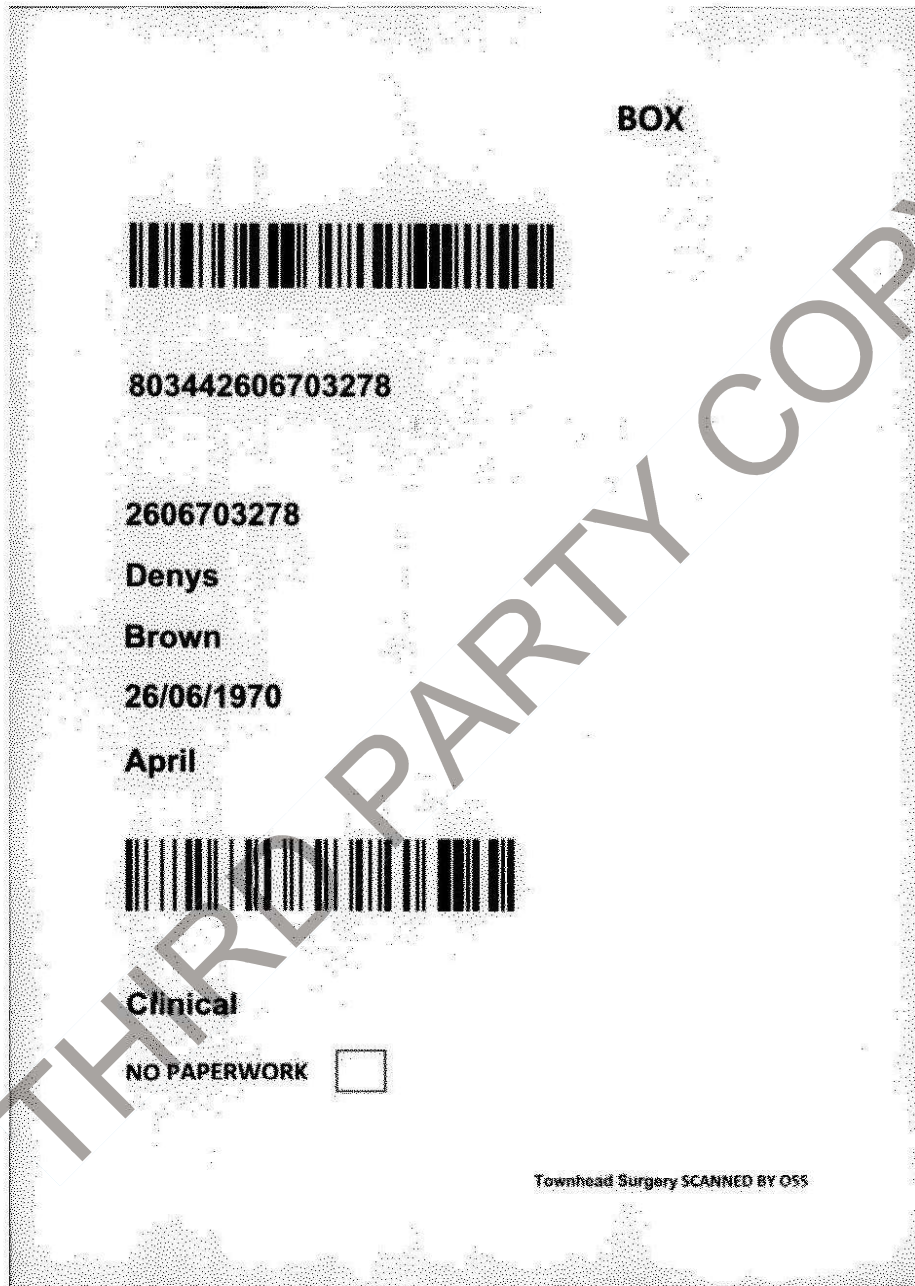 BOX
803442606703278
2606703278
Denys
Brown
26/06/1970
April
Clinical
NO PAPERWORK
Townhead Surgery SCANNED BY OSS
THIRD PARTY COPY